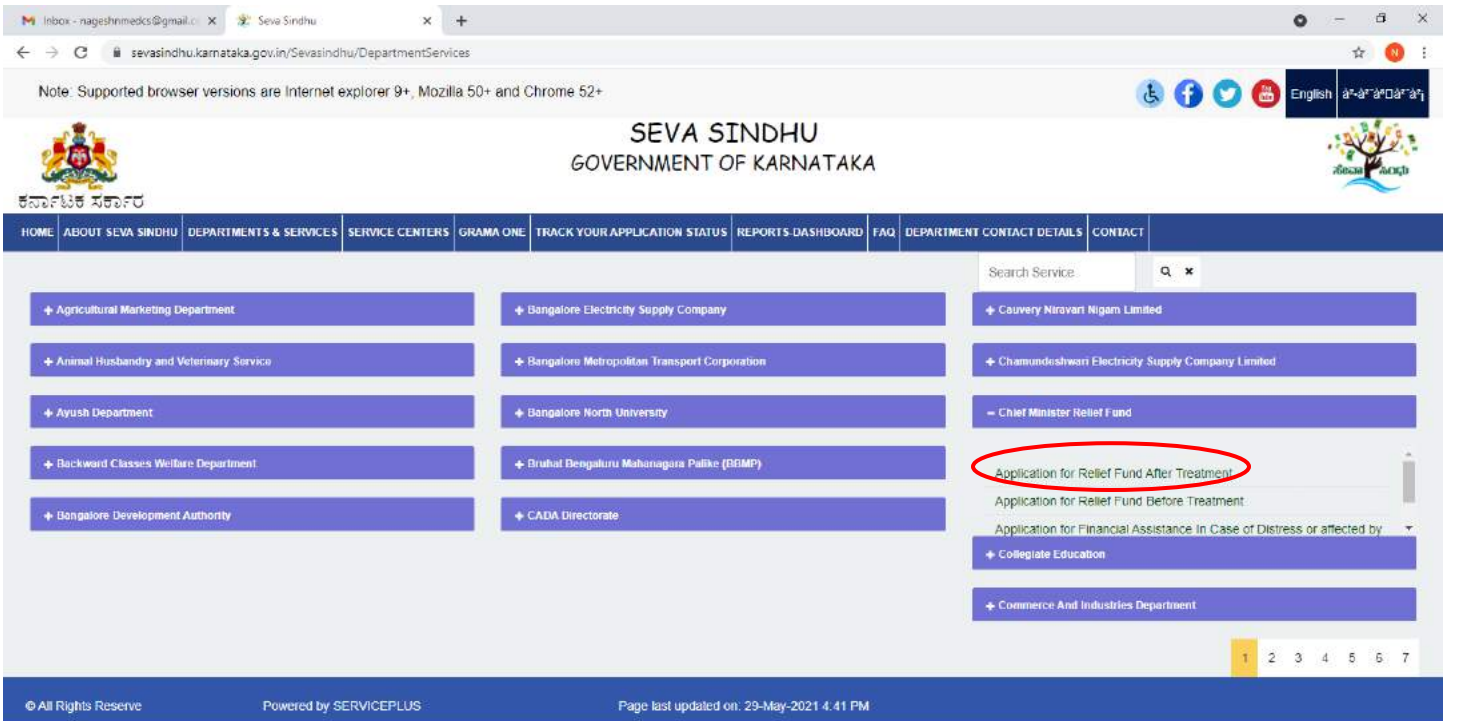 Inbox - nageshnmedcs@gmail.c
Seva Sindhu
sevasindhu.karnataka.gov.in/Sevasindhu/DepartmentServices
N
Note: Supported browser versions are Internet explorer 9+, Mozilla 50+ and Chrome 52+
English
SEVA SINDHU
GOVERNMENT OF KARNATAKA
ಕರ್ನಾಟಕ ಸರ್ಕಾರ
ಸೇವಾ ಸಿಂಧು
HOME ABOUT SEVA SINDHU DEPARTMENTS & SERVICES SERVICE CENTERS GRAMA ONE TRACK YOUR APPLICATION STATUS REPORTS-DASHBOARD FAQ DEPARTMENT CONTACT DETAILS CONTACT
Search Service
+ Agricultural Marketing Department
+ Animal Husbandry and Veterinary Service
+ Ayush Department
+ Backward Classes Welfare Department
+ Bangalore Development Authority
+ Bangalore Electricity Supply Company
+ Bangalore Metropolitan Transport Corporation
+ Bangalore North University
+ Bruhat Bengaluru Mahanagara Palike (BBMP)
+ CADA Directorate
+ Cauvery Niravari Nigam Limited
+ Chamundeshwari Electricity Supply Company Limited
− Chief Minister Relief Fund
Application for Relief Fund After Treatment
Application for Relief Fund Before Treatment
Application for Financial Assistance In Case of Distress or affected by
+ Collegiate Education
+ Commerce And Industries Department
1 2 3 4 5 6 7
© All Rights Reserve
Powered by SERVICEPLUS
Page last updated on: 29-May-2021 4:41 PM